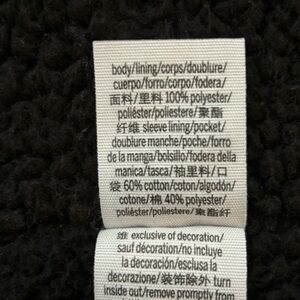 body/lining/corps/doublure/
cuerpo/forro/corpo/fodera/
面料/里料 100% polyester/
poliéster/poliestere/聚酯
纤维 sleeve lining/pocket/
doublure manche/poche/forro
de la manga/bolsillo/fodera della
manica/tasca/袖里料/口
袋 60% cotton/coton/algodón/
cotone/棉 40% polyester/
poliéster/poliestere/聚酯纤
维 exclusive of decoration/
sauf décoration/no incluye
la decoración/esclusa la
decorazione/装饰除外 turn
inside out/remove promptly from